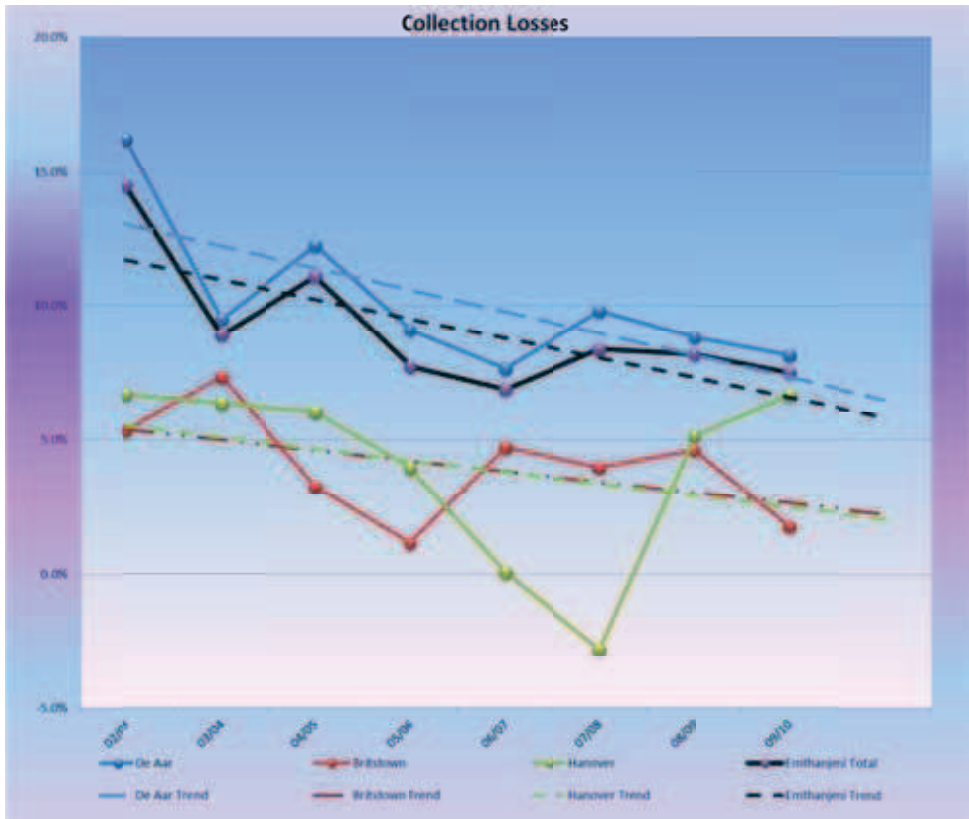 Collection Losses
20.0%
15.0%
10.0%
5.0%
0.0%
-5.0%
03/04 04/05 05/06 06/07 07/08 08/09 09/10
De Aar Britstown Hanover Emthanjeni Total
De Aar Trend Britstown Trend Hanover Trend Emthanjeni Trend